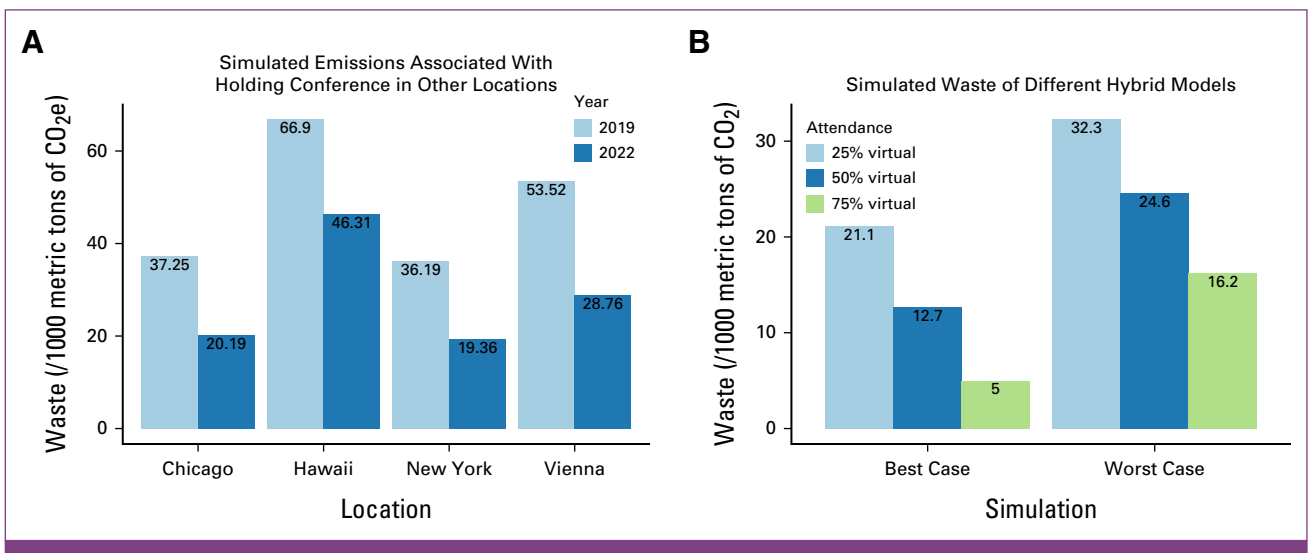 A
Simulated Emissions Associated With
Holding Conference in Other Locations
Year
2019
2022
Waste (/1000 metric tons of CO2e)
60
40
20
0
37.25
20.19
66.9
46.31
36.19
19.36
53.52
28.76
Chicago
Hawaii
New York
Vienna
Location
B
Simulated Waste of Different Hybrid Models
Attendance
25% virtual
50% virtual
75% virtual
Waste (/1000 metric tons of CO2)
30
20
10
0
21.1
12.7
5
32.3
24.6
16.2
Best Case
Worst Case
Simulation